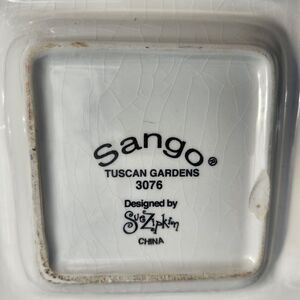 Sango®
TUSCAN GARDENS
3076
Designed by
Sue Zipkin
CHINA